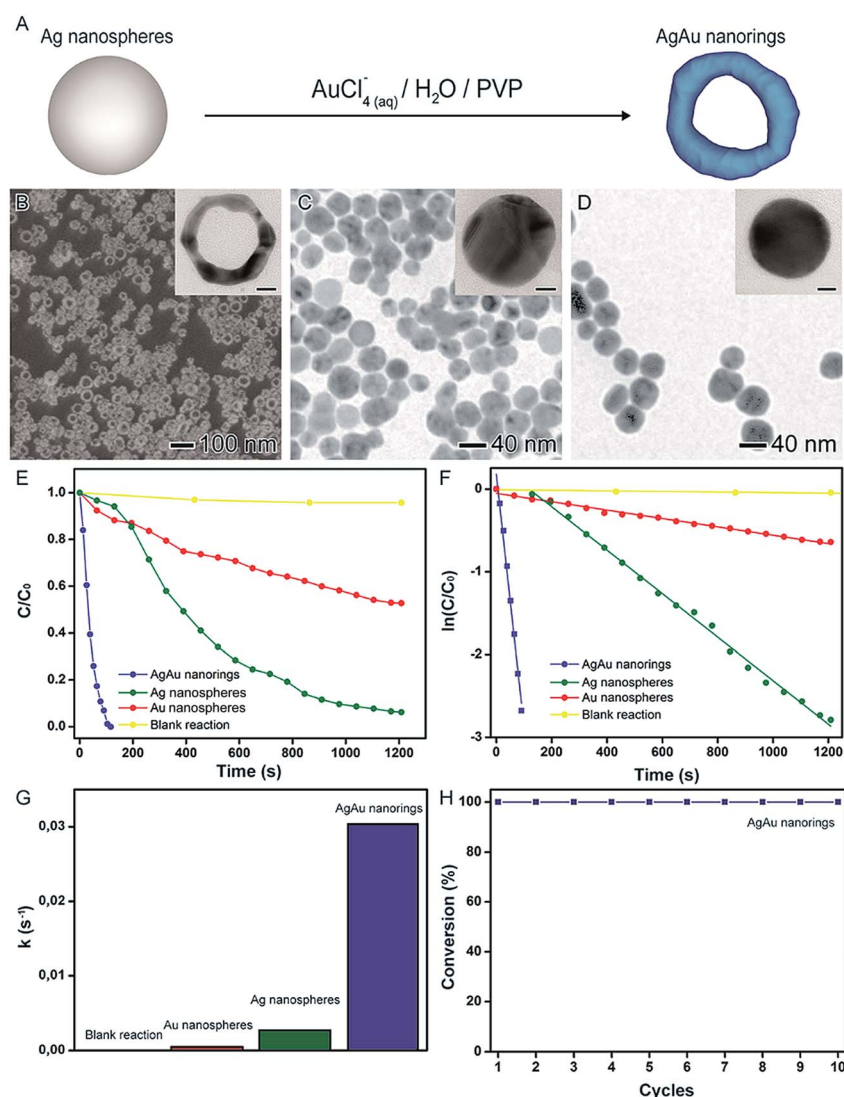 A
Ag nanospheres
AgAu nanorings
AuCl₄⁻ (aq) / H₂O / PVP
B
100 nm
C
40 nm
D
40 nm
E
C/C₀
1.0
0.8
0.6
0.4
0.2
0.0
AgAu nanorings
Ag nanospheres
Au nanospheres
Blank reaction
0 200 400 600 800 1000 1200
Time (s)
F
ln(C/C₀)
0
-1
-2
-3
AgAu nanorings
Ag nanospheres
Au nanospheres
Blank reaction
0 200 400 600 800 1000 1200
Time (s)
G
k (s⁻¹)
0,03
0,02
0,01
0,00
Blank reaction
Au nanospheres
Ag nanospheres
AgAu nanorings
H
Conversion (%)
100
80
60
40
20
0
AgAu nanorings
1 2 3 4 5 6 7 8 9 10
Cycles